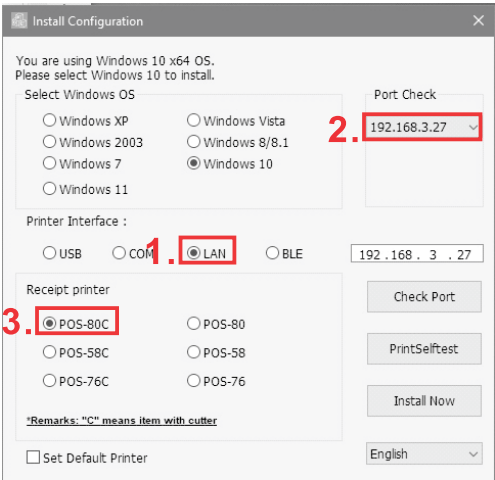 Install Configuration
You are using Windows 10 x64 OS.
Please select Windows 10 to install.
Select Windows OS
Windows XP
Windows Vista
Windows 2003
Windows 8/8.1
Windows 7
Windows 10
Windows 11
Port Check
2.
192.168.3.27
Printer Interface :
USB
COM
1.
LAN
BLE
192.168. 3 . 27
Receipt printer
3.
POS-80C
POS-80
POS-58C
POS-58
POS-76C
POS-76
*Remarks: "C" means item with cutter
Check Port
PrintSelftest
Install Now
Set Default Printer
English